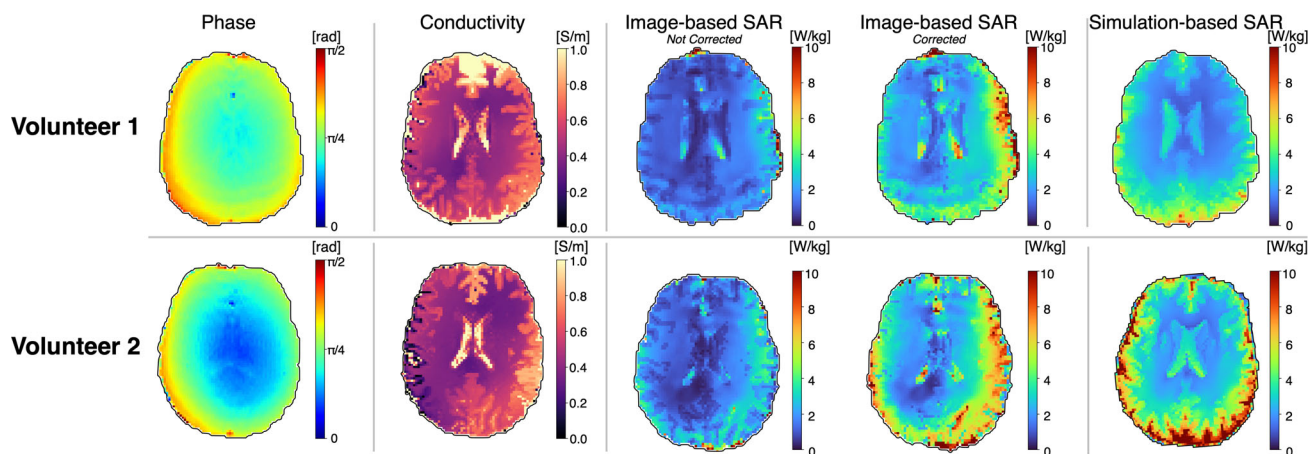 Phase
Conductivity
Image-based SAR
Not Corrected
Image-based SAR
Corrected
Simulation-based SAR
Volunteer 1
[rad]
π/2
π/4
0
[S/m]
1.0
0.8
0.6
0.4
0.2
0.0
[W/kg]
10
8
6
4
2
0
[W/kg]
10
8
6
4
2
0
[W/kg]
10
8
6
4
2
0
Volunteer 2
[rad]
π/2
π/4
0
[S/m]
1.0
0.8
0.6
0.4
0.2
0.0
[W/kg]
10
8
6
4
2
0
[W/kg]
10
8
6
4
2
0
[W/kg]
10
8
6
4
2
0